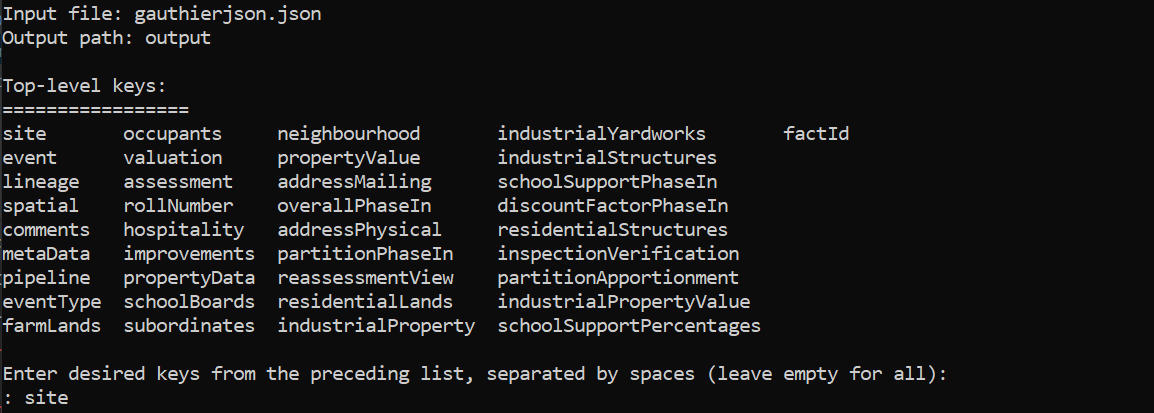 Input file: gauthierjson.json
Output path: output

Top-level keys:
=================
site       occupants     neighbourhood      industrialYardworks       factId
event      valuation     propertyValue      industrialStructures
lineage    assessment    addressMailing     schoolSupportPhaseIn
spatial    rollNumber    overallPhaseIn     discountFactorPhaseIn
comments   hospitality   addressPhysical    residentialStructures
metaData   improvements  partitionPhaseIn   inspectionVerification
pipeline   propertyData  reassessmentView   partitionApportionment
eventType  schoolBoards  residentialLands   industrialPropertyValue
farmLands  subordinates  industrialProperty schoolSupportPercentages

Enter desired keys from the preceding list, separated by spaces (leave empty for all):
: site